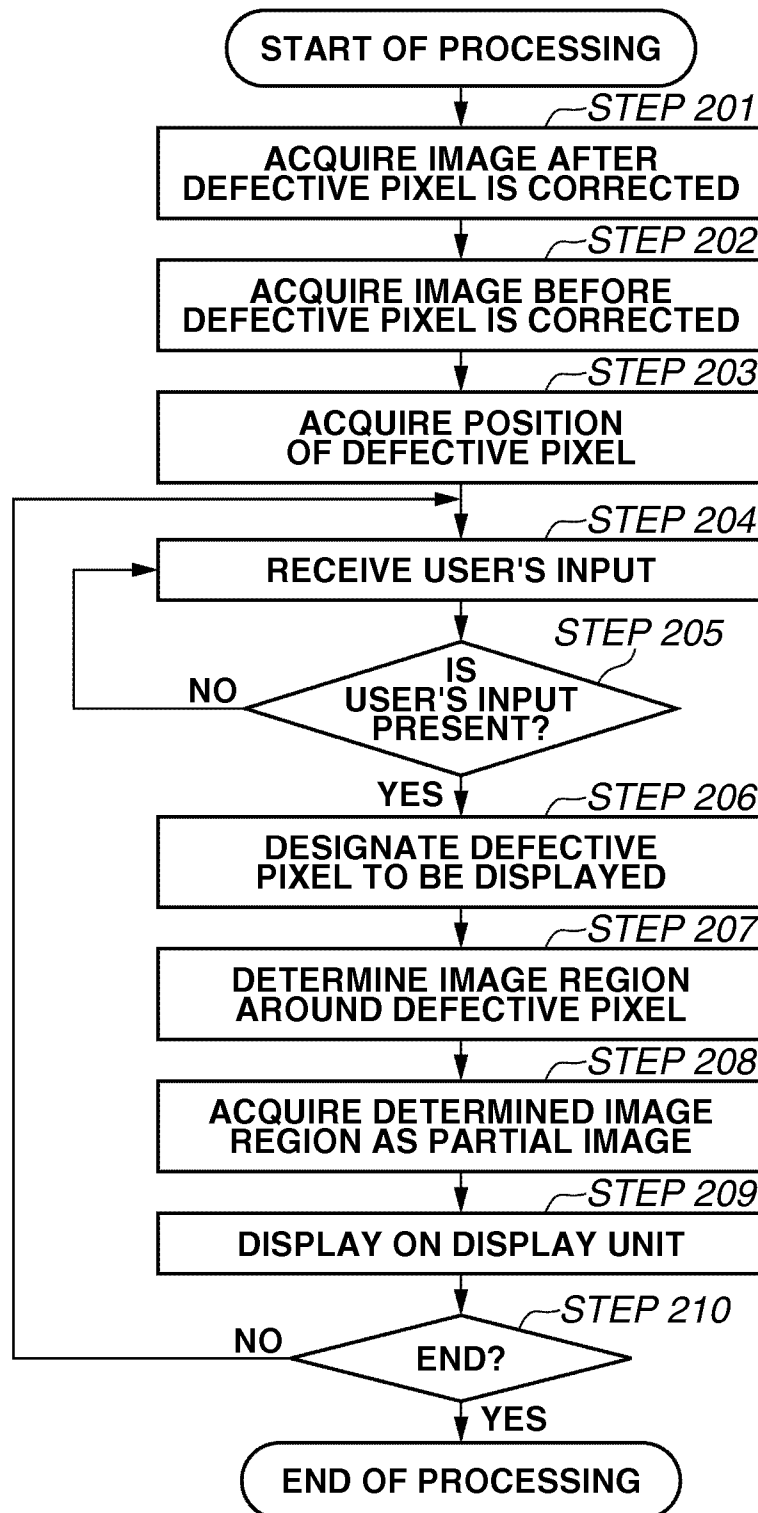 START OF PROCESSING
STEP 201
ACQUIRE IMAGE AFTER
DEFECTIVE PIXEL IS CORRECTED
STEP 202
ACQUIRE IMAGE BEFORE
DEFECTIVE PIXEL IS CORRECTED
STEP 203
ACQUIRE POSITION
OF DEFECTIVE PIXEL
STEP 204
RECEIVE USER'S INPUT
STEP 205
IS
USER'S INPUT
PRESENT?
NO
YES
STEP 206
DESIGNATE DEFECTIVE
PIXEL TO BE DISPLAYED
STEP 207
DETERMINE IMAGE REGION
AROUND DEFECTIVE PIXEL
STEP 208
ACQUIRE DETERMINED IMAGE
REGION AS PARTIAL IMAGE
STEP 209
DISPLAY ON DISPLAY UNIT
STEP 210
NO
END?
YES
END OF PROCESSING